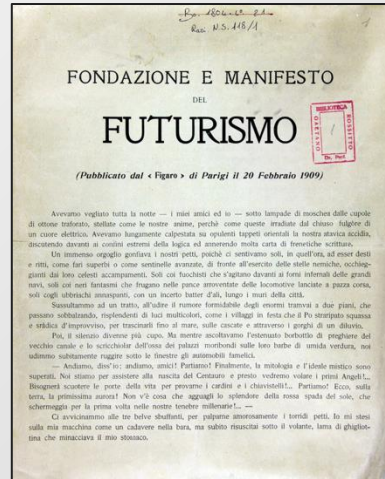 Raci. N.S. 118/1
FONDAZIONE E MANIFESTO
DEL
FUTURISMO
BIBLIOTECA
(Pubblicato dal « Figaro » di Parigi il 20 Febbraio 1909)
Avevamo vegliato tutta la notte — i miei amici ed io — sotto lampade di moschea dalle cupole
di ottone traforato, stellate come le nostre anime, perchè come queste irradiate dal chiuso fulgóre di
un cuore elettrico. Avevamo lungamente calpestata su opulenti tappeti orientali la nostra atavica accidia,
discutendo davanti ai confini estremi della logica ed annerendo molta carta di frenetiche scritture.
Un immenso orgoglio gonfiava i nostri petti, poichè ci sentivamo soli, in quell'ora, ad esser desti
e ritti, come fari superbi o come sentinelle avanzate, di fronte all'esercito delle stelle nemiche, occhieg-
gianti dai loro celesti accampamenti. Soli coi fuochisti che s'agitano davanti ai forni infernali delle grandi
navi, soli coi neri fantasmi che frugano nelle pance arroventate delle locomotive lanciate a pazza corsa,
soli cogli ubbriachi annaspanti, con un incerto batter d'ali, lungo i muri della città.
Sussultammo ad un tratto, all'udire il rumore formidabile degli enormi tramvai a due piani, che
passano sobbalzando, risplendenti di luci multicolori, come i villaggi in festa che il Po straripato squassa
e sràdica d'improvviso, per trascinarli fino al mare, sulle cascate e attraverso i gorghi di un diluvio.
Poi, il silenzio divenne più cupo. Ma mentre ascoltavamo l'estenuato borbottìo di preghiere del
vecchio canale e lo scricchiolar dell'ossa dei palazzi moribondi sulle loro barbe di umida verdura, noi
udimmo subitamente ruggire sotto le finestre gli automobili famelici.
— Andiamo, diss'io; andiamo, amici! Partiamo! Finalmente, la mitologia e l'ideale mistico sono
superati. Noi stiamo per assistere alla nascita del Centauro e presto vedremo volare i primi Angeli!...
Bisognerà scuotere le porte della vita per provarne i cardini e i chiavistelli!... Partiamo! Ecco, sulla
terra, la primissima aurora! Non v'è cosa che agguagli lo splendore della rossa spada del sole, che
schermeggia per la prima volta nelle nostre tenebre millenarie!... —
Ci avvicinammo alle tre belve sbuffanti, per palparne amorosamente i torridi petti. Io mi stesi
sulla mia macchina come un cadavere nella bara, ma subito risuscitai sotto il volante, lama di ghigliot-
tina che minacciava il mio stomaco.